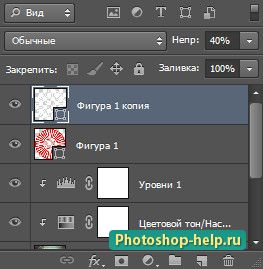 Вид
Обычные Непр: 40%
Закрепить: Заливка: 100%
Фигура 1 копия
Фигура 1
Уровни 1
Цветовой тон/Нас...
Photoshop-help.ru
fx